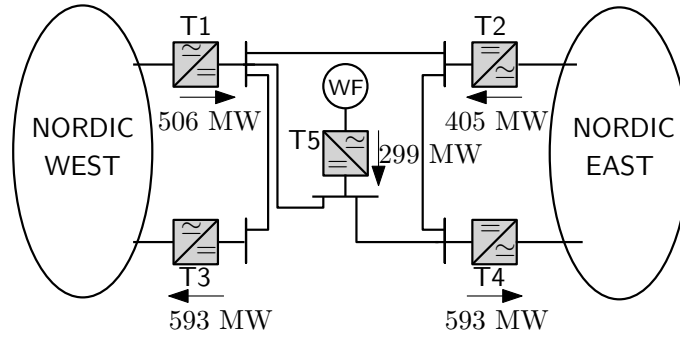 T1
T2
506 MW
WF
405 MW
NORDIC
WEST
T5
299 MW
NORDIC
EAST
T3
T4
593 MW
593 MW